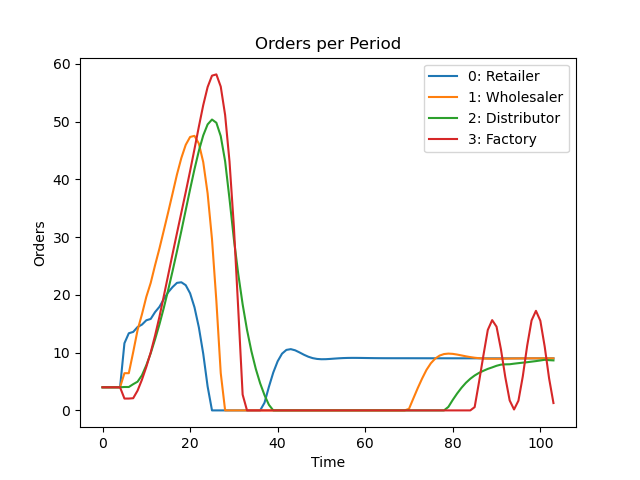 Orders per Period
0: Retailer
1: Wholesaler
2: Distributor
3: Factory
Orders
60
50
40
30
20
10
0
0 20 40 60 80 100
Time